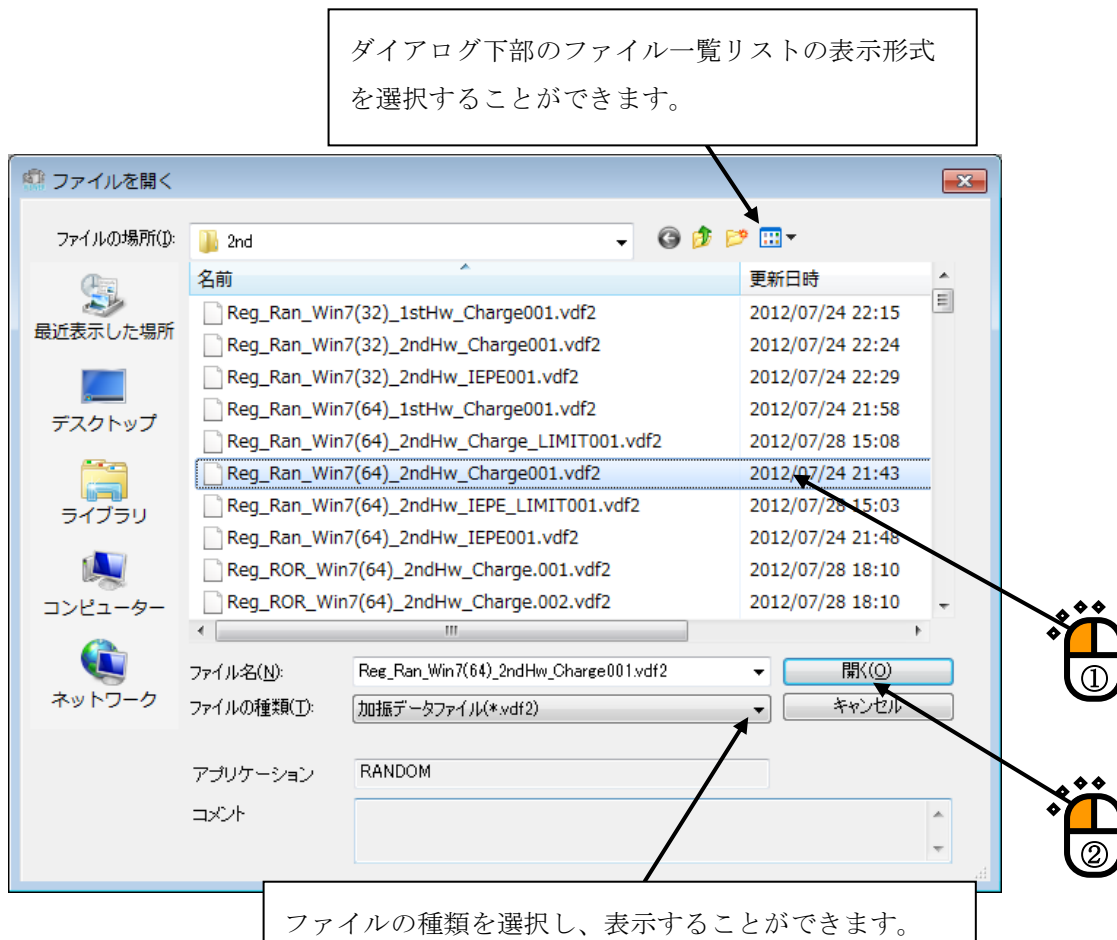 ダイアログ下部のファイル一覧リストの表示形式
を選択することができます。
ファイルを開く
ファイルの場所(I):
2nd
名前
更新日時
Reg_Ran_Win7(32)_1stHw_Charge001.vdf2 2012/07/24 22:15
Reg_Ran_Win7(32)_2ndHw_Charge001.vdf2 2012/07/24 22:24
Reg_Ran_Win7(32)_2ndHw_IEPE001.vdf2 2012/07/24 22:29
Reg_Ran_Win7(64)_1stHw_Charge001.vdf2 2012/07/24 21:58
Reg_Ran_Win7(64)_2ndHw_Charge_LIMIT001.vdf2 2012/07/28 15:08
Reg_Ran_Win7(64)_2ndHw_Charge001.vdf2 2012/07/24 21:43
Reg_Ran_Win7(64)_2ndHw_IEPE_LIMIT001.vdf2 2012/07/28 15:03
Reg_Ran_Win7(64)_2ndHw_IEPE001.vdf2 2012/07/24 21:48
Reg_ROR_Win7(64)_2ndHw_Charge.001.vdf2 2012/07/28 18:10
Reg_ROR_Win7(64)_2ndHw_Charge.002.vdf2 2012/07/28 18:10
最近表示した場所
デスクトップ
ライブラリ
コンピューター
ネットワーク
ファイル名(N):
Reg_Ran_Win7(64)_2ndHw_Charge001.vdf2
開く(O)
ファイルの種類(T):
加振データファイル(*.vdf2)
キャンセル
アプリケーション
RANDOM
コメント
①
②
ファイルの種類を選択し、表示することができます。